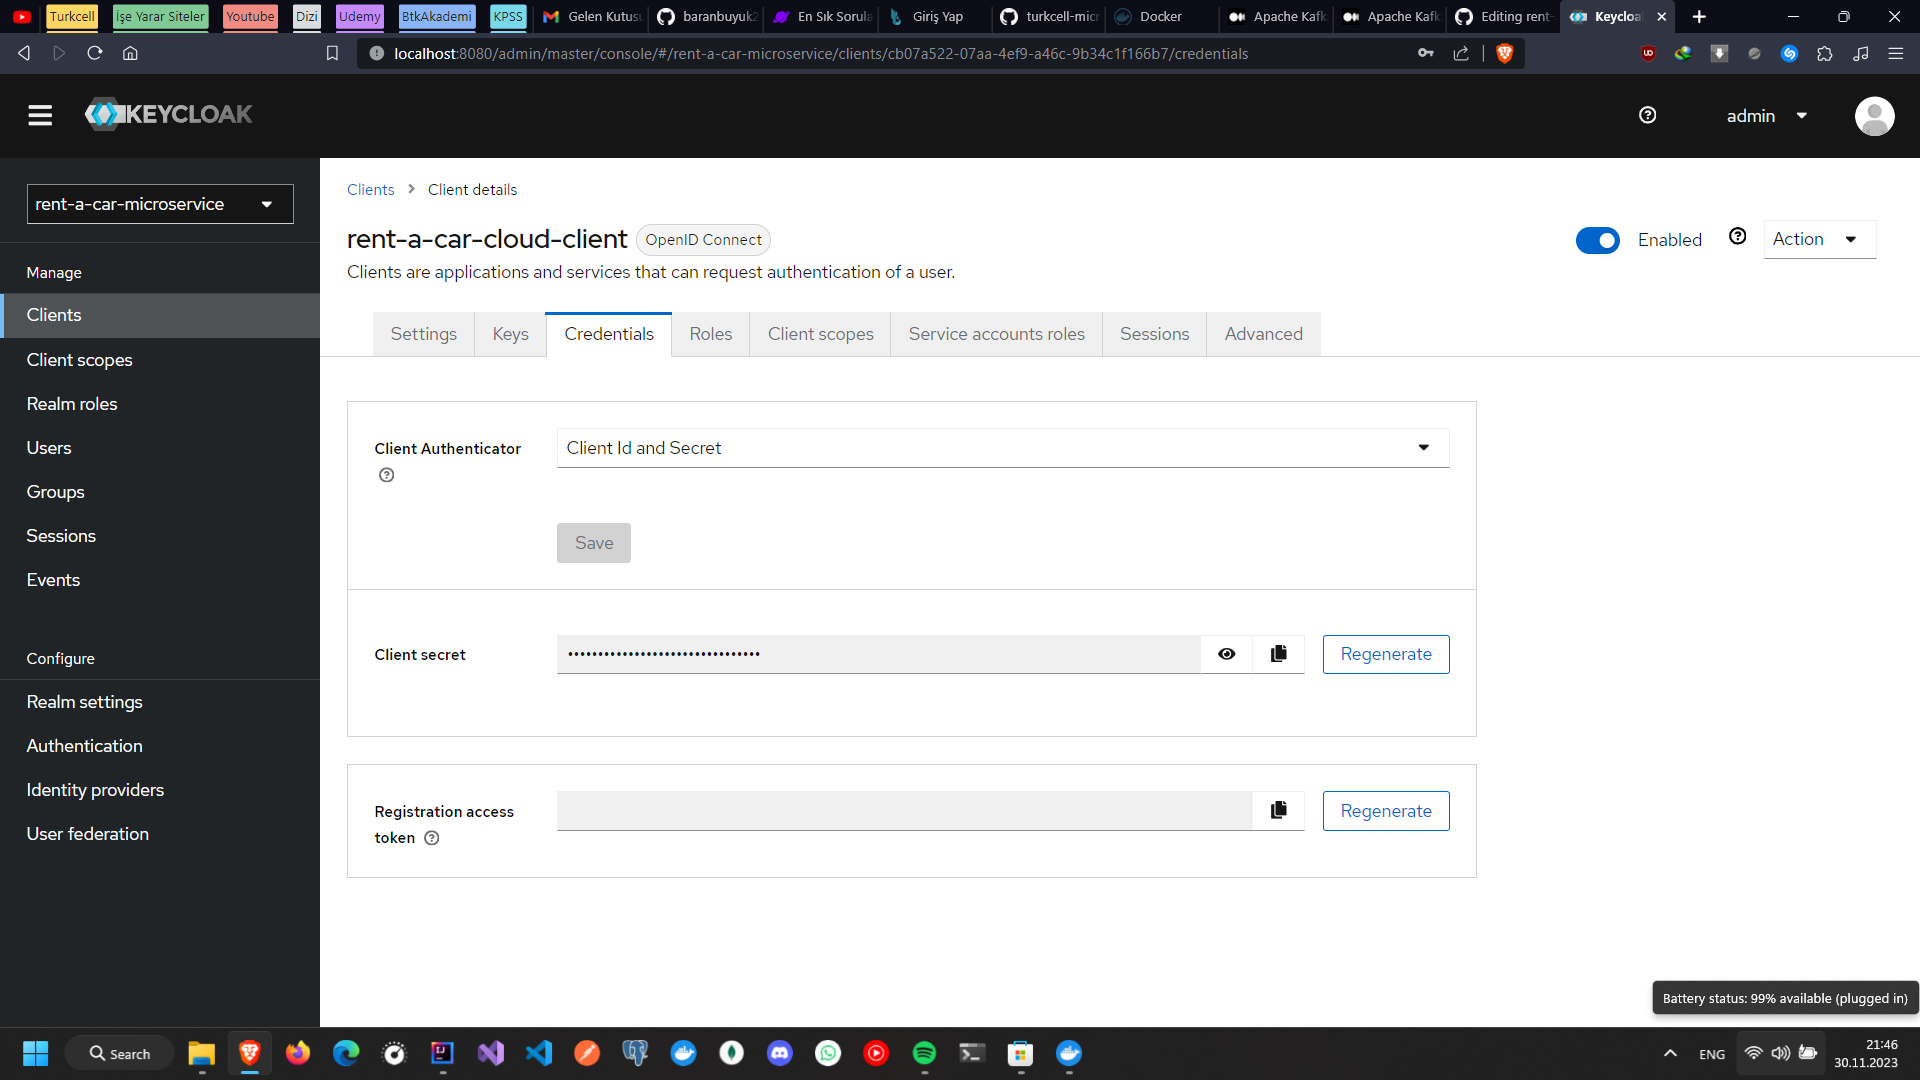 Turkcell
İşe Yarar Siteler
Youtube
Dizi
Udemy
BtkAkademi
KPSS
Gelen Kutus
baranbuyuk
En Sık Sorula
Giriş Yap
turkcell-micr
Docker
Apache Kafk
Apache Kafk
Editing rent-
Keycloa
localhost:8080/admin/master/console/#/rent-a-car-microservice/clients/cb07a522-07aa-4ef9-a46c-9b34c1f166b7/credentials
KEYCLOAK
admin
rent-a-car-microservice
Manage
Clients
Client scopes
Realm roles
Users
Groups
Sessions
Events
Configure
Realm settings
Authentication
Identity providers
User federation
Clients > Client details
rent-a-car-cloud-client OpenID Connect
Enabled
Action
Clients are applications and services that can request authentication of a user.
Settings Keys Credentials Roles Client scopes Service accounts roles Sessions Advanced
Client Authenticator
Client Id and Secret
Save
Client secret
Regenerate
Registration access
token
Regenerate
Battery status: 99% available (plugged in)
Search
ENG
21:46
30.11.2023